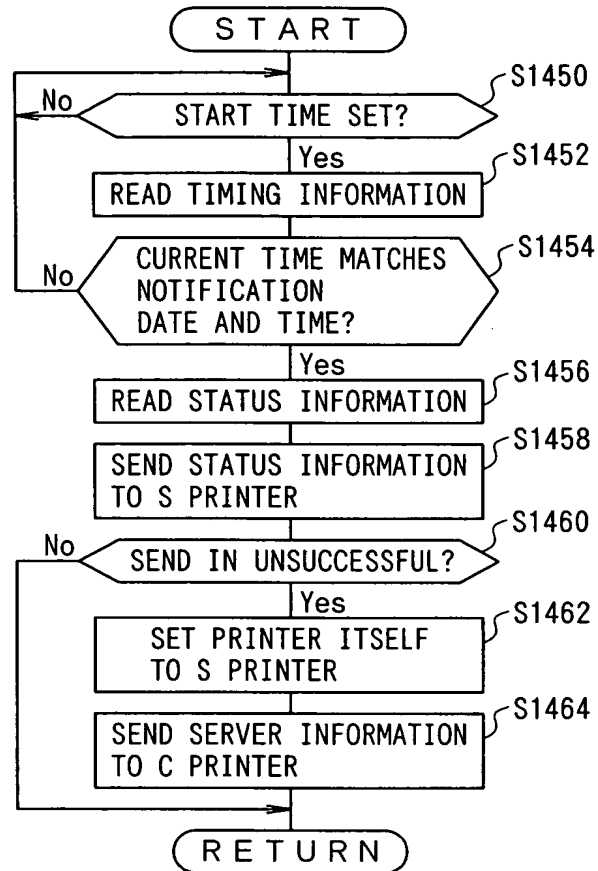 START
S1450
No
START TIME SET?
Yes
S1452
READ TIMING INFORMATION
S1454
CURRENT TIME MATCHES
NOTIFICATION
DATE AND TIME?
No
Yes
S1456
READ STATUS INFORMATION
S1458
SEND STATUS INFORMATION
TO S PRINTER
S1460
No
SEND IN UNSUCCESSFUL?
Yes
S1462
SET PRINTER ITSELF
TO S PRINTER
S1464
SEND SERVER INFORMATION
TO C PRINTER
RETURN